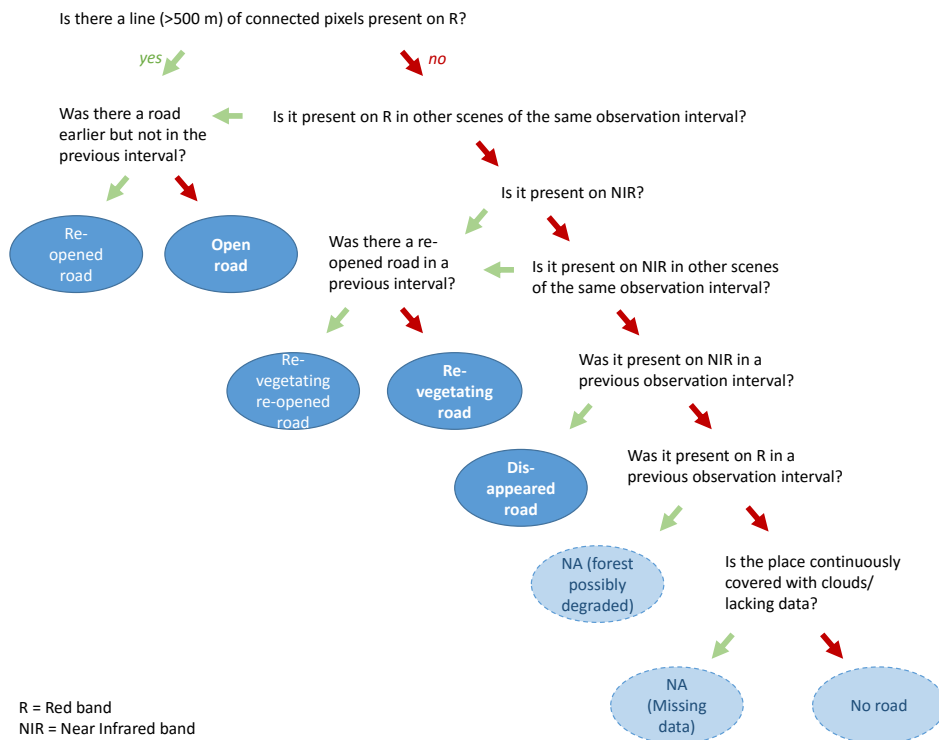 Is there a line (>500 m) of connected pixels present on R?
yes
no
Was there a road
earlier but not in the
previous interval?
Is it present on R in other scenes of the same observation interval?
Is it present on NIR?
Re-
opened
road
Open
road
Was there a re-
opened road in a
previous interval?
Is it present on NIR in other scenes
of the same observation interval?
Re-
vegetating
re-opened
road
Re-
vegetating
road
Was it present on NIR in a
previous observation interval?
Dis-
appeared
road
Was it present on R in a
previous observation interval?
NA (forest
possibly
degraded)
Is the place continuously
covered with clouds/
lacking data?
NA
(Missing
data)
No road
R = Red band
NIR = Near Infrared band